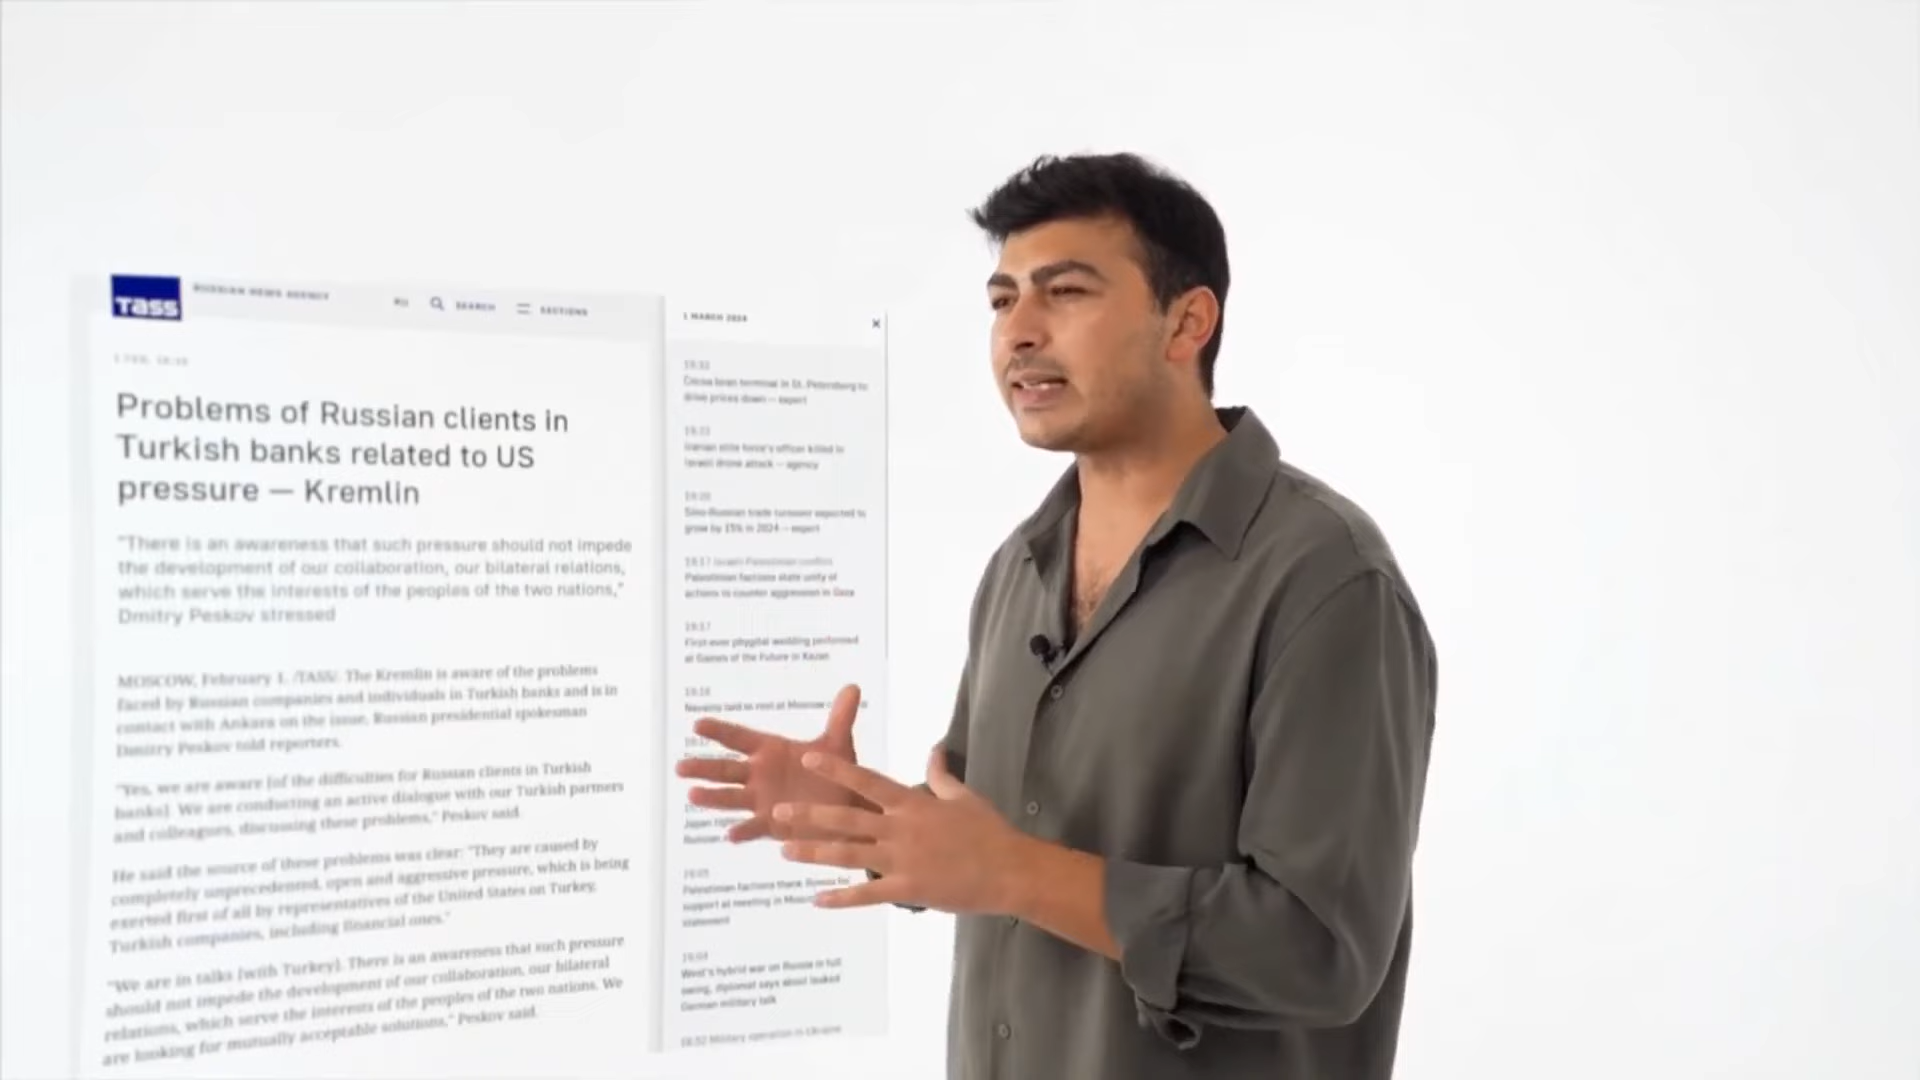 TASS
RUSSIAN NEWS AGENCY
RU
SEARCH
SECTIONS
Problems of Russian clients in
Turkish banks related to US
pressure — Kremlin
"There is an awareness that such pressure should not impede
the development of our collaboration, our bilateral relations,
which serve the interests of the peoples of the two nations,"
Dmitry Peskov stressed
MOSCOW, February 1. /TASS/. The Kremlin is aware of the problems
faced by Russian companies and individuals in Turkish banks and is in
contact with Ankara on the issue, Russian presidential spokesman
Dmitry Peskov told reporters.
"Yes, we are aware [of the difficulties for Russian clients in Turkish
banks]. We are conducting an active dialogue with our Turkish partners
and colleagues, discussing these problems," Peskov said.
He said the source of these problems was clear: "They are caused by
completely unprecedented, open and aggressive pressure, which is being
exerted first of all by representatives of the United States on Turkey,
Turkish companies, including financial ones."
"We are in talks [with Turkey]. There is an awareness that such pressure
should not impede the development of our collaboration, our bilateral
relations, which serve the interests of the peoples of the two nations. We
are looking for mutually acceptable solutions," Peskov said.
1 MARCH 2024
Cocoa bean terminal in St. Petersburg to
drive prices down — expert
Iranian elite force's officer killed in
Israeli drone attack — agency
Sino-Russian trade turnover expected to
grow by 15% in 2024 — expert
Israeli-Palestinian conflict
Palestinian factions state unity of
actions to counter aggression in Gaza
19:17
First-ever phygital wedding performed
at Games of the Future in Kazan
Navalny laid to rest at Moscow
Japan
Russian
Palestinian factions thank Russia for
support at meeting in
statement
West's hybrid war on Russia in full
swing, diplomat says about leaked
German military talk
18:52 Military operation in Ukraine